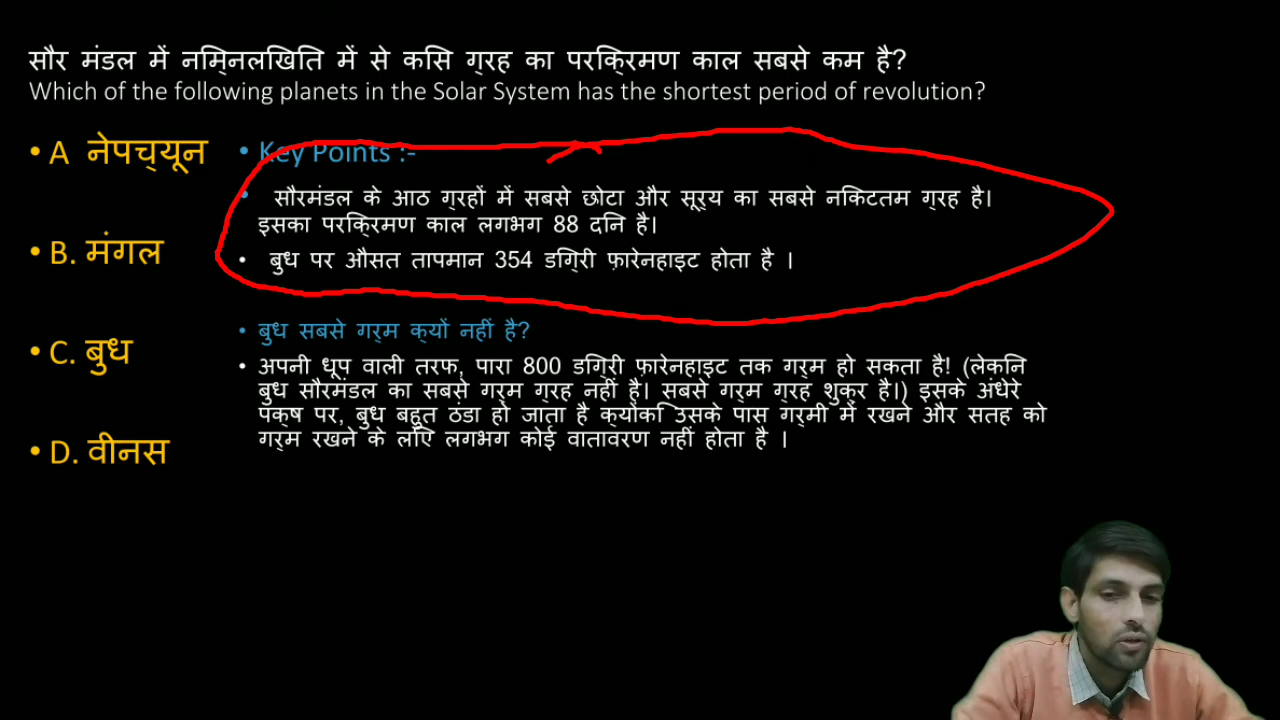 सौर मंडल में निम्नलिखित में से किस ग्रह का परिक्रमण काल सबसे कम है?
Which of the following planets in the Solar System has the shortest period of revolution?
• A नेपच्यून
• B. मंगल
• C. बुध
• D. वीनस
• Key Points :-
• सौरमंडल के आठ ग्रहों में सबसे छोटा और सूर्य का सबसे निकटतम ग्रह है।
इसका परिक्रमण काल लगभग 88 दिन है।
• बुध पर औसत तापमान 354 डिग्री फ़ारेनहाइट होता है ।
• बुध सबसे गर्म क्यों नहीं है?
• अपनी धूप वाली तरफ, पारा 800 डिग्री फ़ारेनहाइट तक गर्म हो सकता है! (लेकिन
बुध सौरमंडल का सबसे गर्म ग्रह नहीं है। सबसे गर्म ग्रह शुक्र है।) इसके अंधेरे
पक्ष पर, बुध बहुत ठंडा हो जाता है क्योंकि उसके पास गर्मी में रखने और सतह को
गर्म रखने के लिए लगभग कोई वातावरण नहीं होता है ।